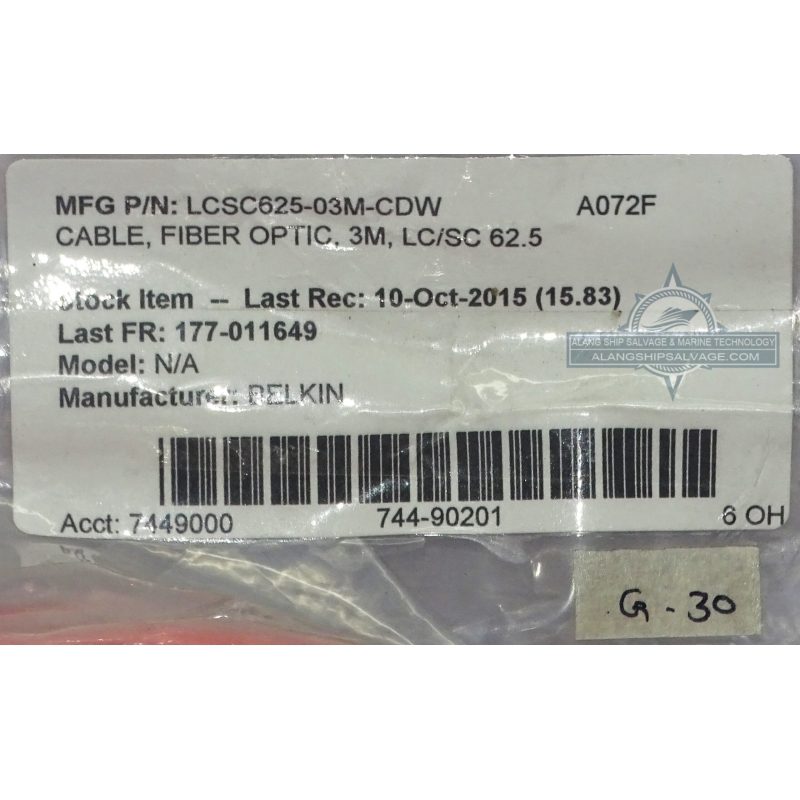 MFG P/N: LCSC625-03M-CDW A072F
CABLE, FIBER OPTIC, 3M, LC/SC 62.5
Stock Item -- Last Rec: 10-Oct-2015 (15.83)
Last FR: 177-011649
ALANG SHIP SALVAGE & MARINE TECHNOLOGY
ALANGSHIPSALVAGE.COM
Model: N/A
Manufacturer: BELKIN
Acct: 7449000 744-90201 6 OH
G-30